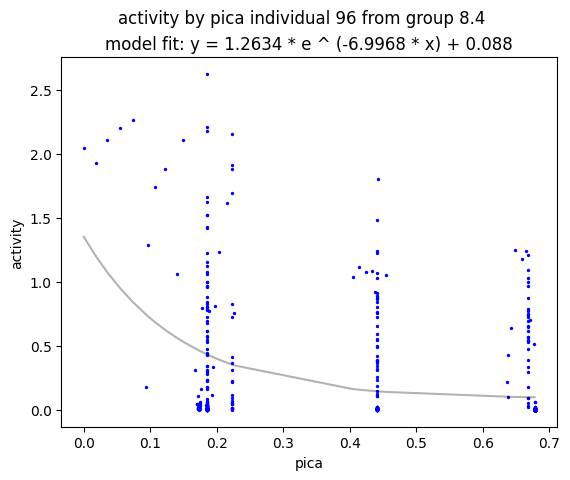 activity by pica individual 96 from group 8.4
model fit: y = 1.2634 * e ^ (-6.9968 * x) + 0.088
2.5
2.0
1.5
1.0
0.5
0.0
activity
0.0 0.1 0.2 0.3 0.4 0.5 0.6 0.7
pica